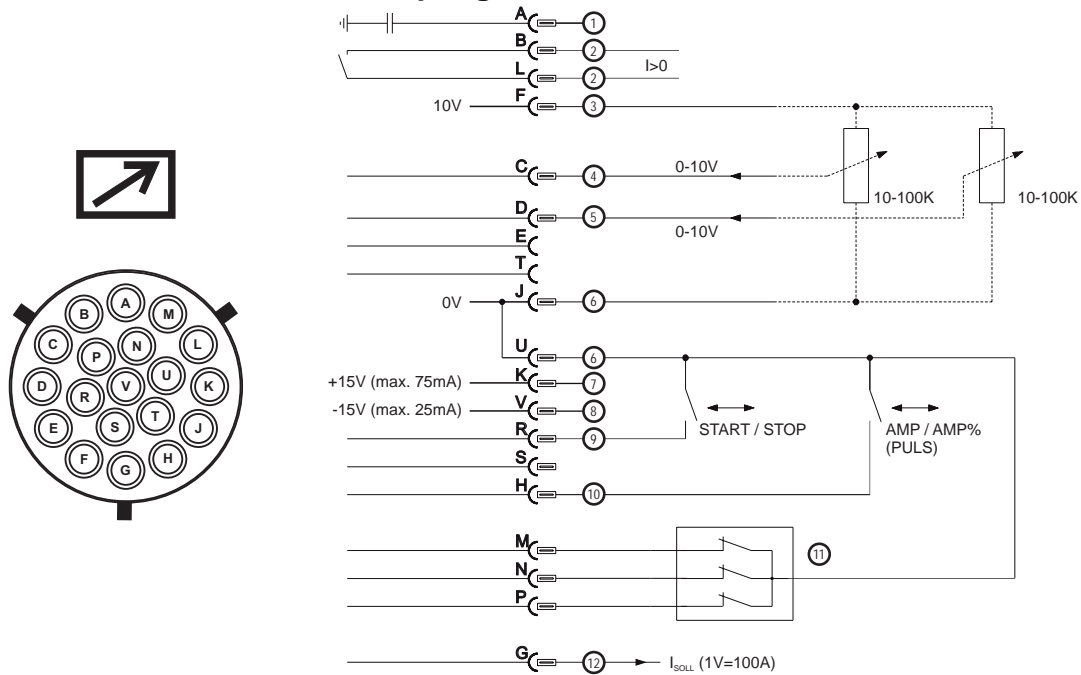 A 1
B 2
I>0
L 2
10V F 3
C 4 0-10V
10-100K 10-100K
D 5
0-10V
E
T
0V J 6
U 6
+15V (max. 75mA) K 7
-15V (max. 25mA) V 8
START / STOP AMP / AMP%
(PULS)
R 9
S
H 10
M 11
N
P
G 12 I_SOLL (1V=100A)
A
B M
N
C P L
U
D V K
R
T
E S J
F H
G